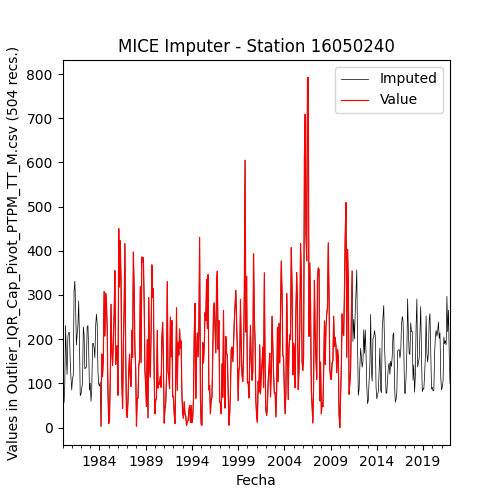 MICE Imputer - Station 16050240
Values in Outlier_IQR_Cap_Pivot_PTPM_TT_M.csv (504 recs.)
800
700
600
500
400
300
200
100
0
Imputed
Value
1984 1989 1994 1999 2004 2009 2014 2019
Fecha